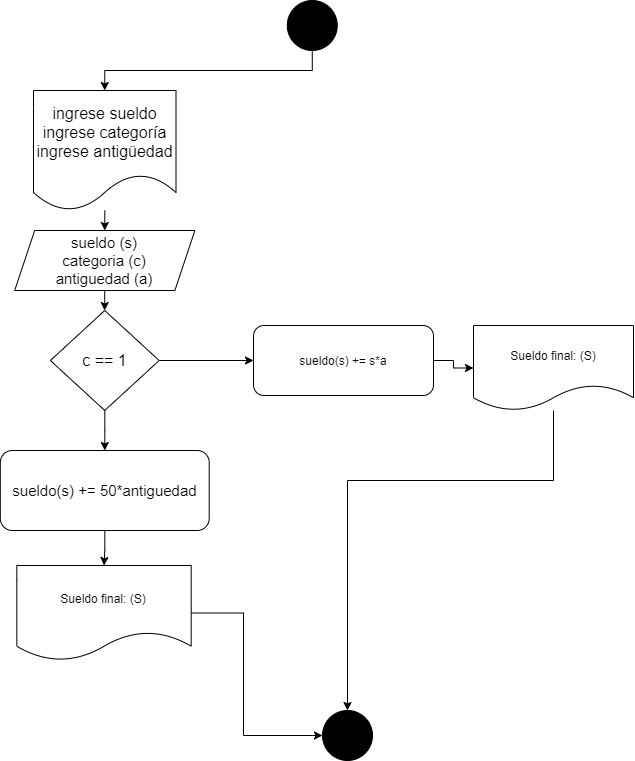 ingrese sueldo
ingrese categoría
ingrese antigüedad
sueldo (s)
categoria (c)
antiguedad (a)
c == 1
sueldo(s) += s*a
Sueldo final: (S)
sueldo(s) += 50*antiguedad
Sueldo final: (S)